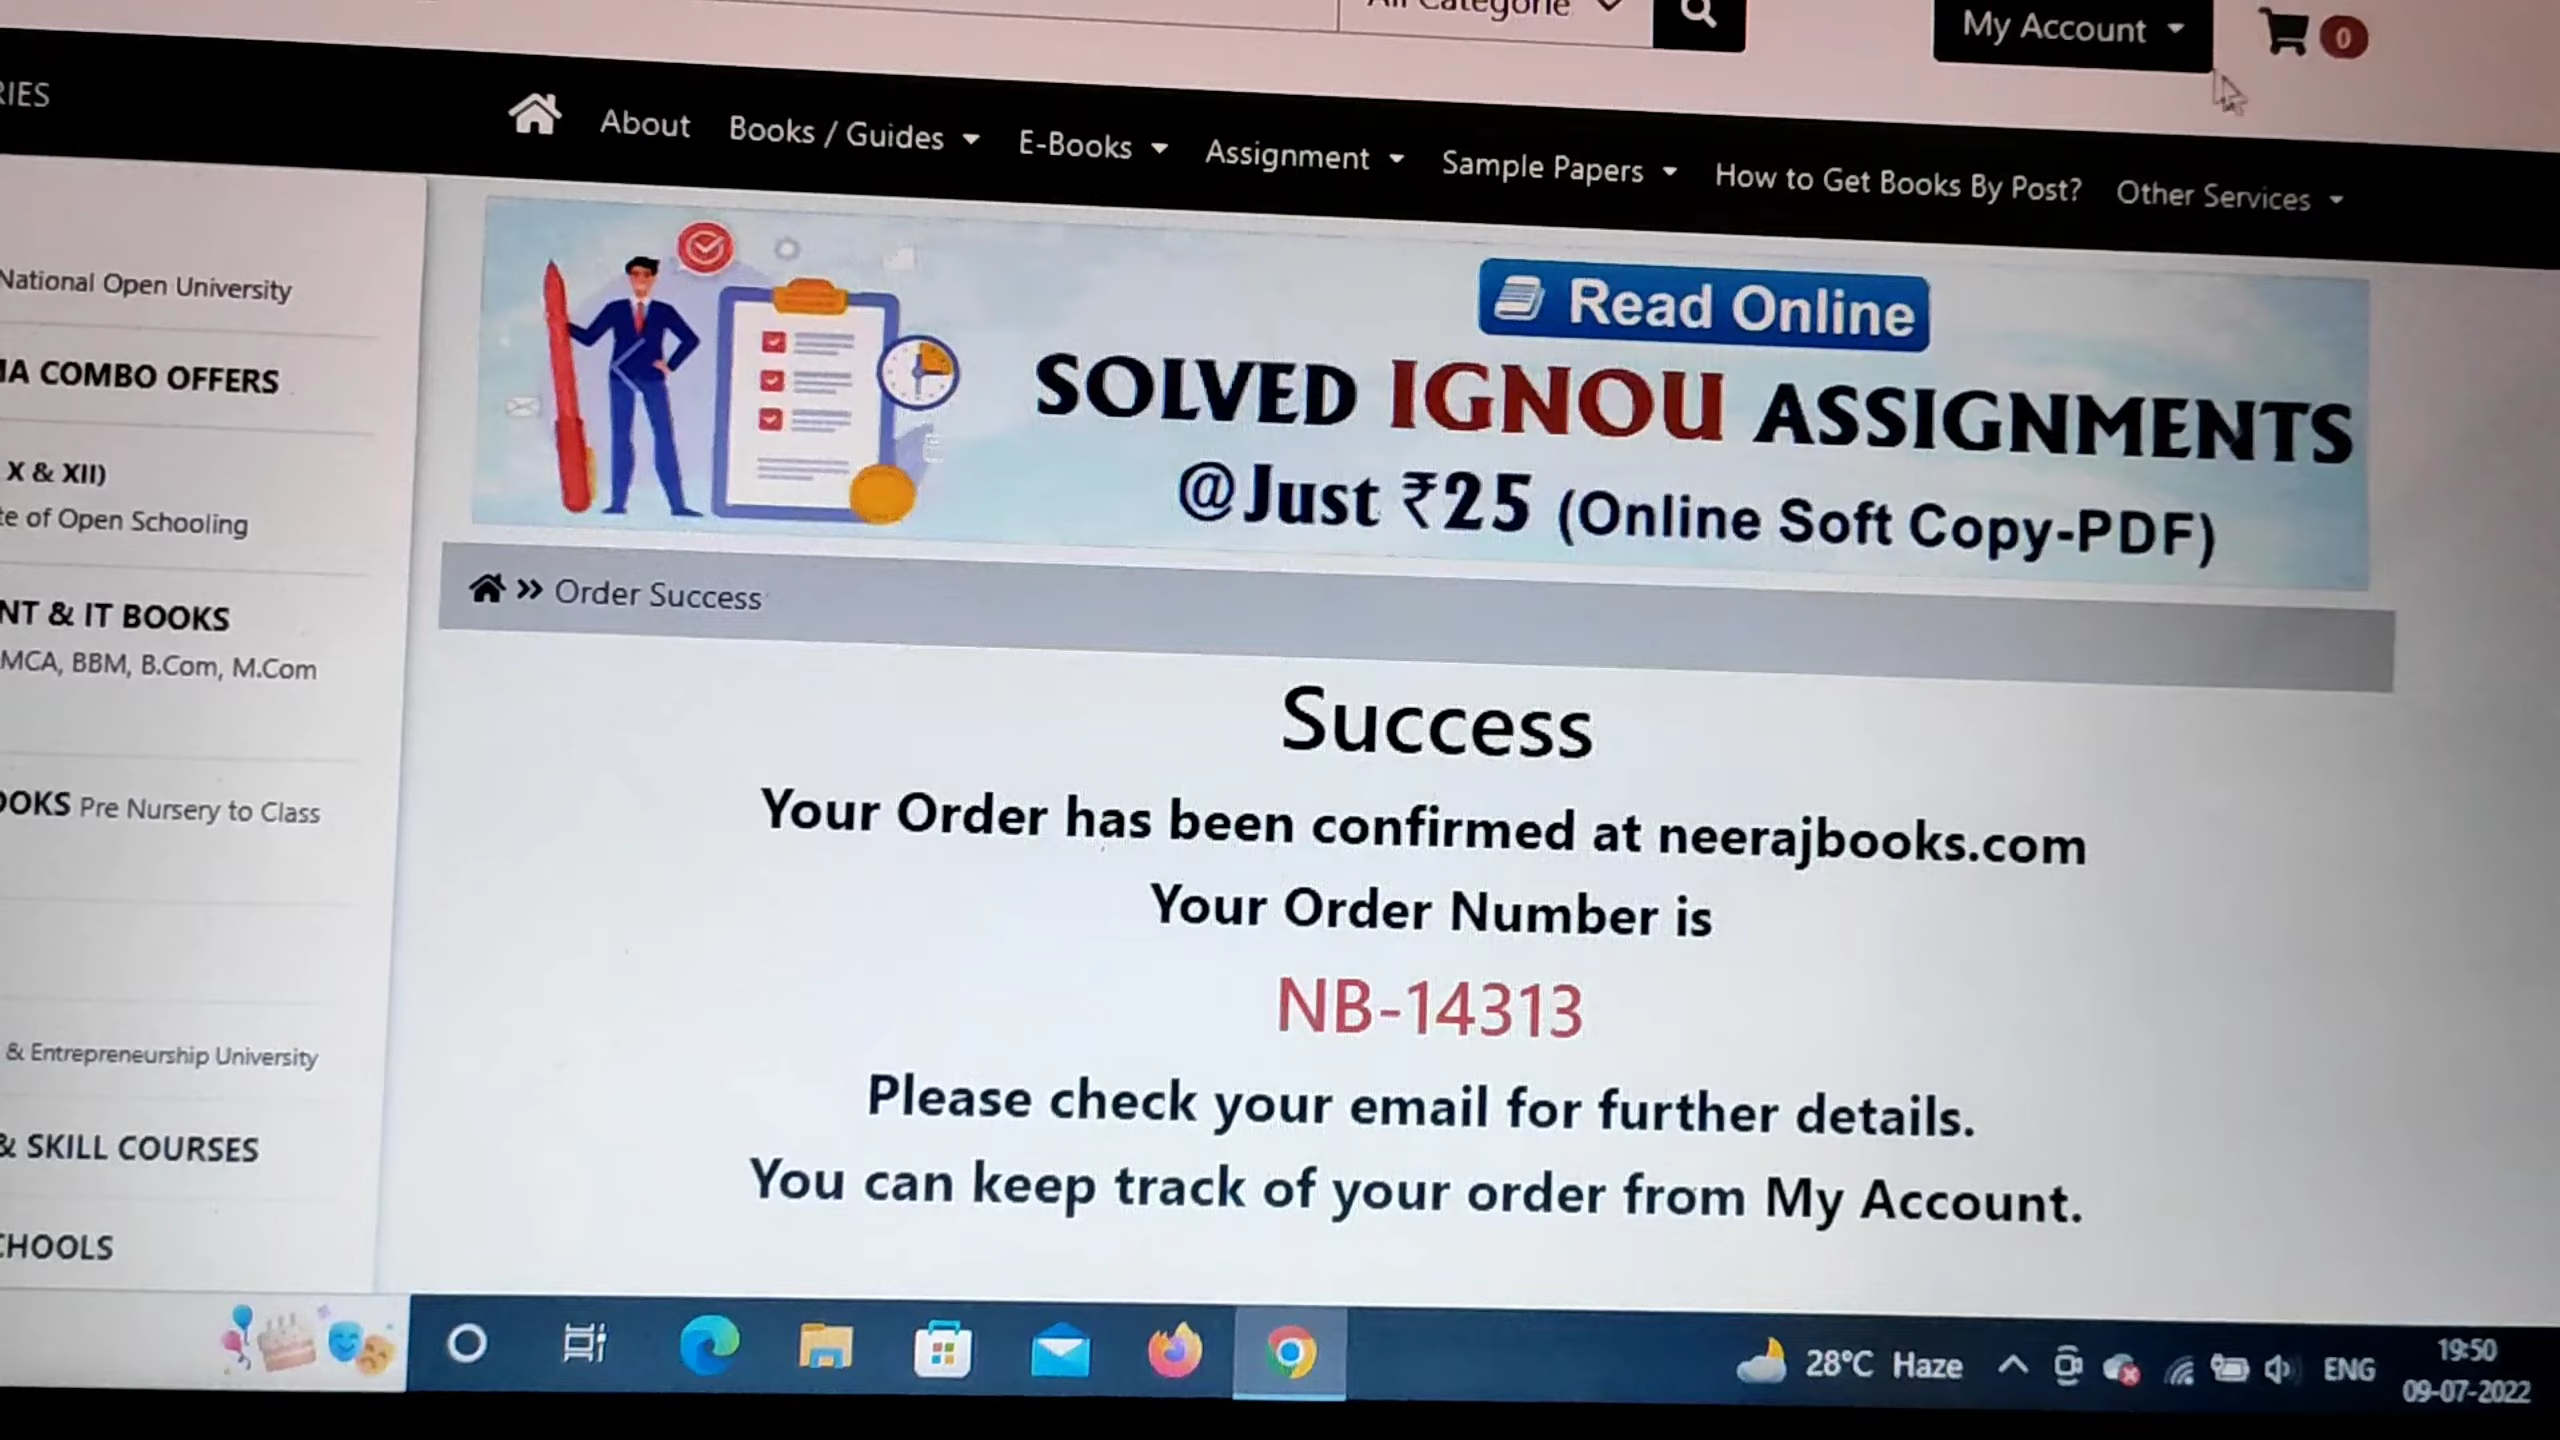 All Categorie
My Account
0
RIES
About
Books / Guides
E-Books
Assignment
Sample Papers
How to Get Books By Post?
Other Services
National Open University
MA COMBO OFFERS
X & XII)
te of Open Schooling
NT & IT BOOKS
MCA, BBM, B.Com, M.Com
OOKS Pre Nursery to Class
& Entrepreneurship University
& SKILL COURSES
CHOOLS
Read Online
SOLVED IGNOU ASSIGNMENTS
@Just ₹25 (Online Soft Copy-PDF)
» Order Success
Success
Your Order has been confirmed at neerajbooks.com
Your Order Number is
NB-14313
Please check your email for further details.
You can keep track of your order from My Account.
28°C Haze
ENG
19:50
09-07-2022